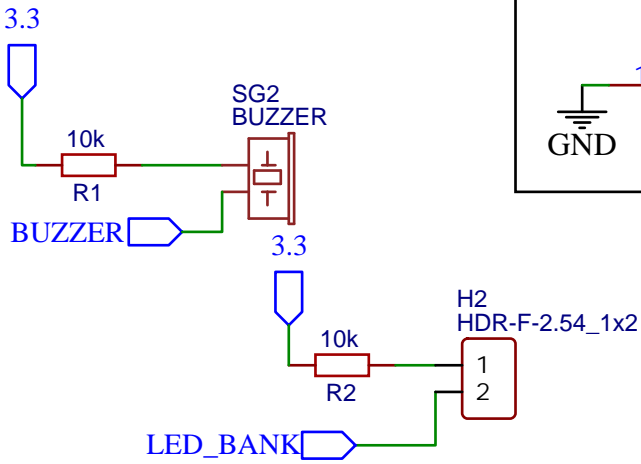 3.3
SG2
BUZZER
10k
R1
BUZZER
GND
3.3
H2
HDR-F-2.54_1x2
10k
R2
1
2
LED_BANK